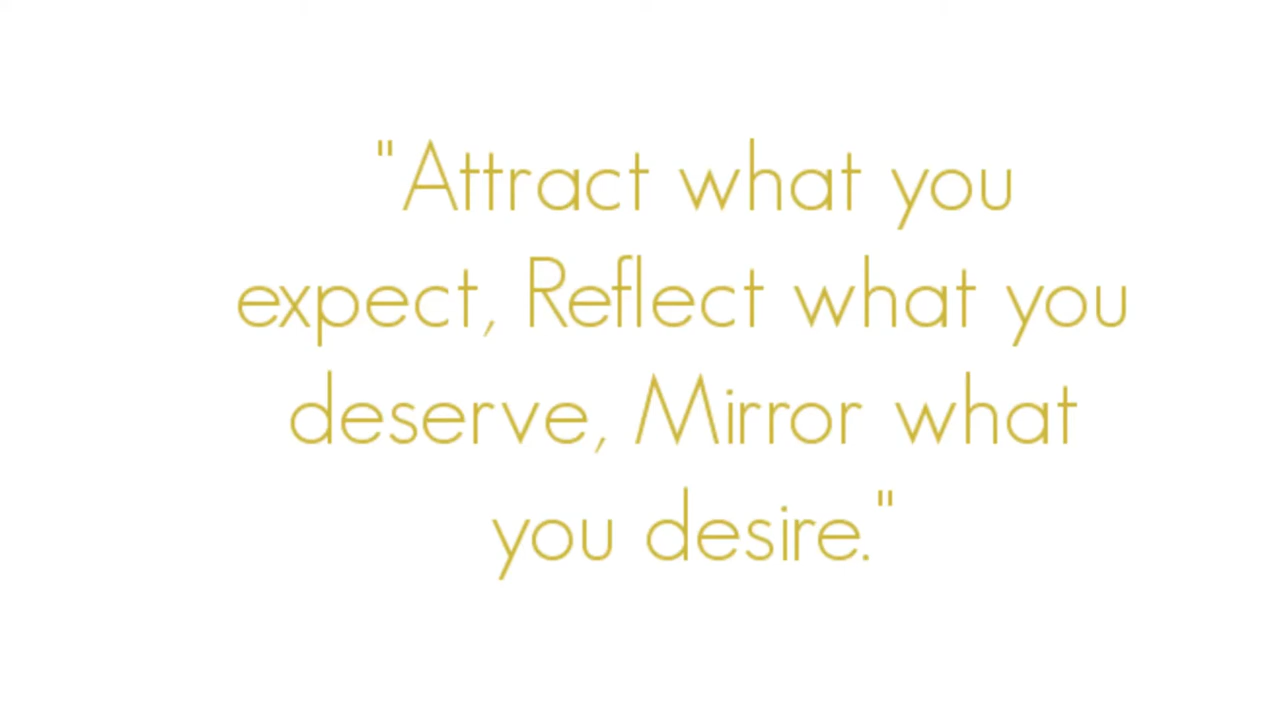 "Attract what you
expect, Reflect what you
deserve, Mirror what
you desire."